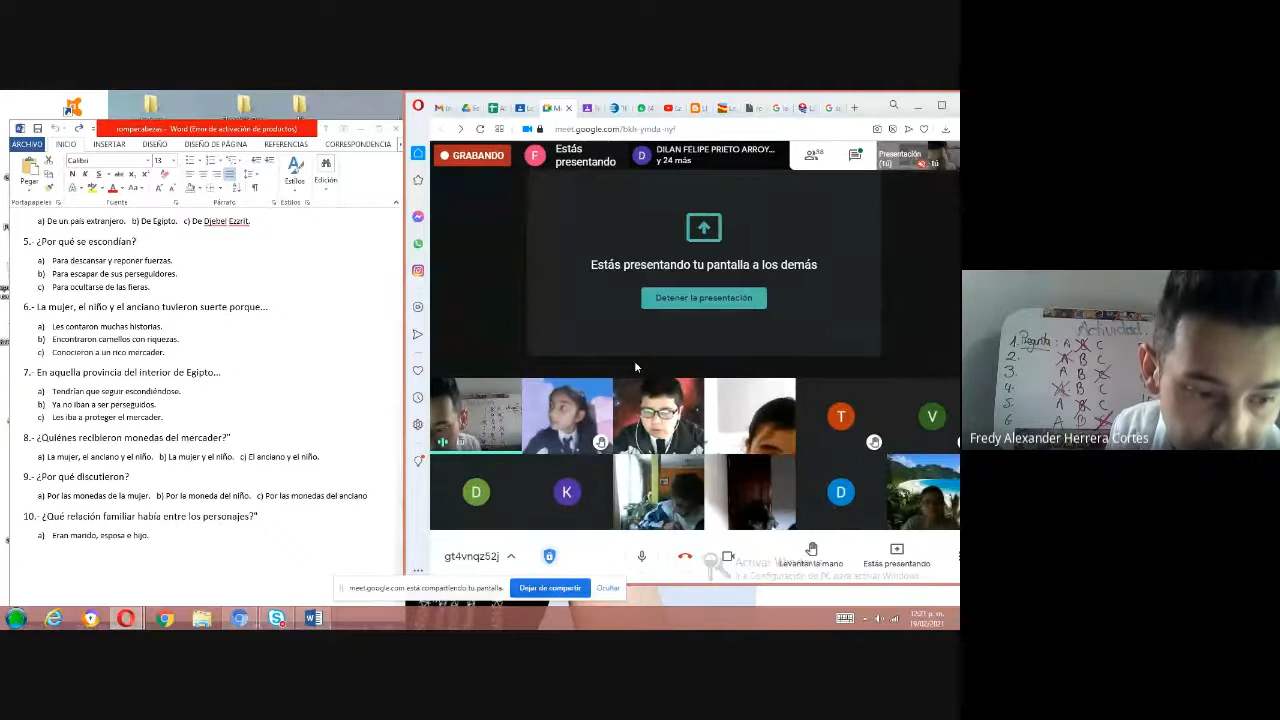 romperabezas - Word (Error de activación de productos)
ARCHIVO INICIO INSERTAR DISEÑO DISEÑO DE PÁGINA REFERENCIAS CORRESPONDENCIA
Calibri 13
Pegar
Estilos Edición
Portapapeles Fuente Párrafo Estilos
a) De un país extranjero. b) De Egipto. c) De Djebel Ezzrit.
5.- ¿Por qué se escondían?
a) Para descansar y reponer fuerzas.
b) Para escapar de sus perseguidores.
c) Para ocultarse de las fieras.
6.- La mujer, el niño y el anciano tuvieron suerte porque...
a) Les contaron muchas historias.
b) Encontraron camellos con riquezas.
c) Conocieron a un rico mercader.
7.- En aquella provincia del interior de Egipto...
a) Tendrían que seguir escondiéndose.
b) Ya no iban a ser perseguidos.
c) Les iba a proteger el mercader.
8.- ¿Quiénes recibieron monedas del mercader?"
a) La mujer, el anciano y el niño. b) La mujer y el niño. c) El anciano y el niño.
9.- ¿Por qué discutieron?
a) Por las monedas de la mujer. b) Por la moneda del niño. c) Por las monedas del anciano
10.- ¿Qué relación familiar había entre los personajes?"
a) Eran marido, esposa e hijo.
meet.google.com/bkh-ymda-nyf
GRABANDO
F
Estás presentando
D
DILAN FELIPE PRIETO ARROY...
y 24 más
38
Presentación (Tú)
Tú
Estás presentando tu pantalla a los demás
Detener la presentación
Tú
T
V
D
K
D
gt4vnqz52j
Levantar la mano
Estás presentando
Ir a Configuración de PC para activar Windows
meet.google.com está compartiendo tu pantalla.
Dejar de compartir
Ocultar
12:21 p. m.
19/02/2021
Actividad
1. Pregunta: A B C
2. A B C
3. A B C
4. A B C
5. A B C
6. A B C
Fredy Alexander Herrera Cortes